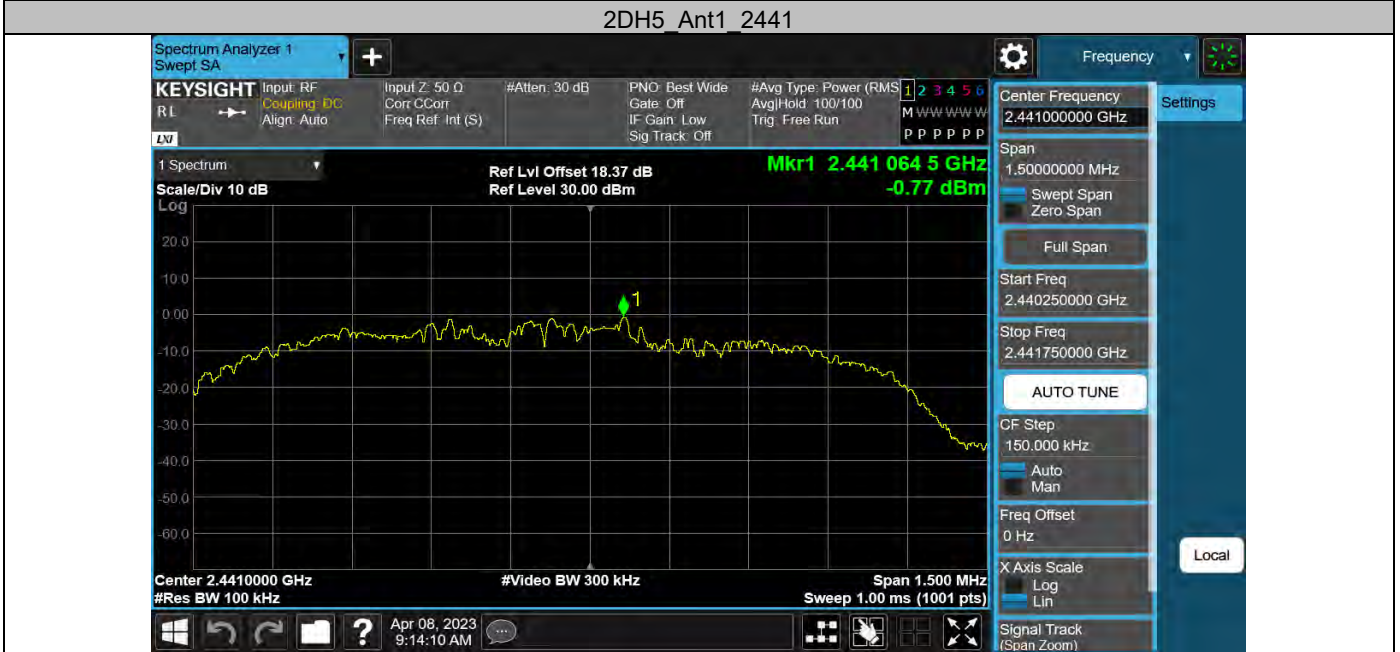 2DH5_Ant1_2441
Spectrum Analyzer 1
Swept SA
+
Frequency
KEYSIGHT
RL
LXI
Input: RF
Coupling: DC
Align: Auto
Input Z: 50 Ω
Corr CCorr
Freq Ref: Int (S)
#Atten: 30 dB
PNO: Best Wide
Gate: Off
IF Gain: Low
Sig Track: Off
#Avg Type: Power (RMS
Avg|Hold: 100/100
Trig: Free Run
1 2 3 4 5 6
M W W W W W
P P P P P P
1 Spectrum
Scale/Div 10 dB
Log
Ref Lvl Offset 18.37 dB
Ref Level 30.00 dBm
Mkr1 2.441 064 5 GHz
-0.77 dBm
20.0
10.0
0.00
-10.0
-20.0
-30.0
-40.0
-50.0
-60.0
1
Center 2.4410000 GHz
#Res BW 100 kHz
#Video BW 300 kHz
Span 1.500 MHz
Sweep 1.00 ms (1001 pts)
?
Apr 08, 2023
9:14:10 AM
Center Frequency
2.441000000 GHz
Span
1.50000000 MHz
Swept Span
Zero Span
Full Span
Start Freq
2.440250000 GHz
Stop Freq
2.441750000 GHz
AUTO TUNE
CF Step
150.000 kHz
Auto
Man
Freq Offset
0 Hz
X Axis Scale
Log
Lin
Signal Track
(Span Zoom)
Settings
Local